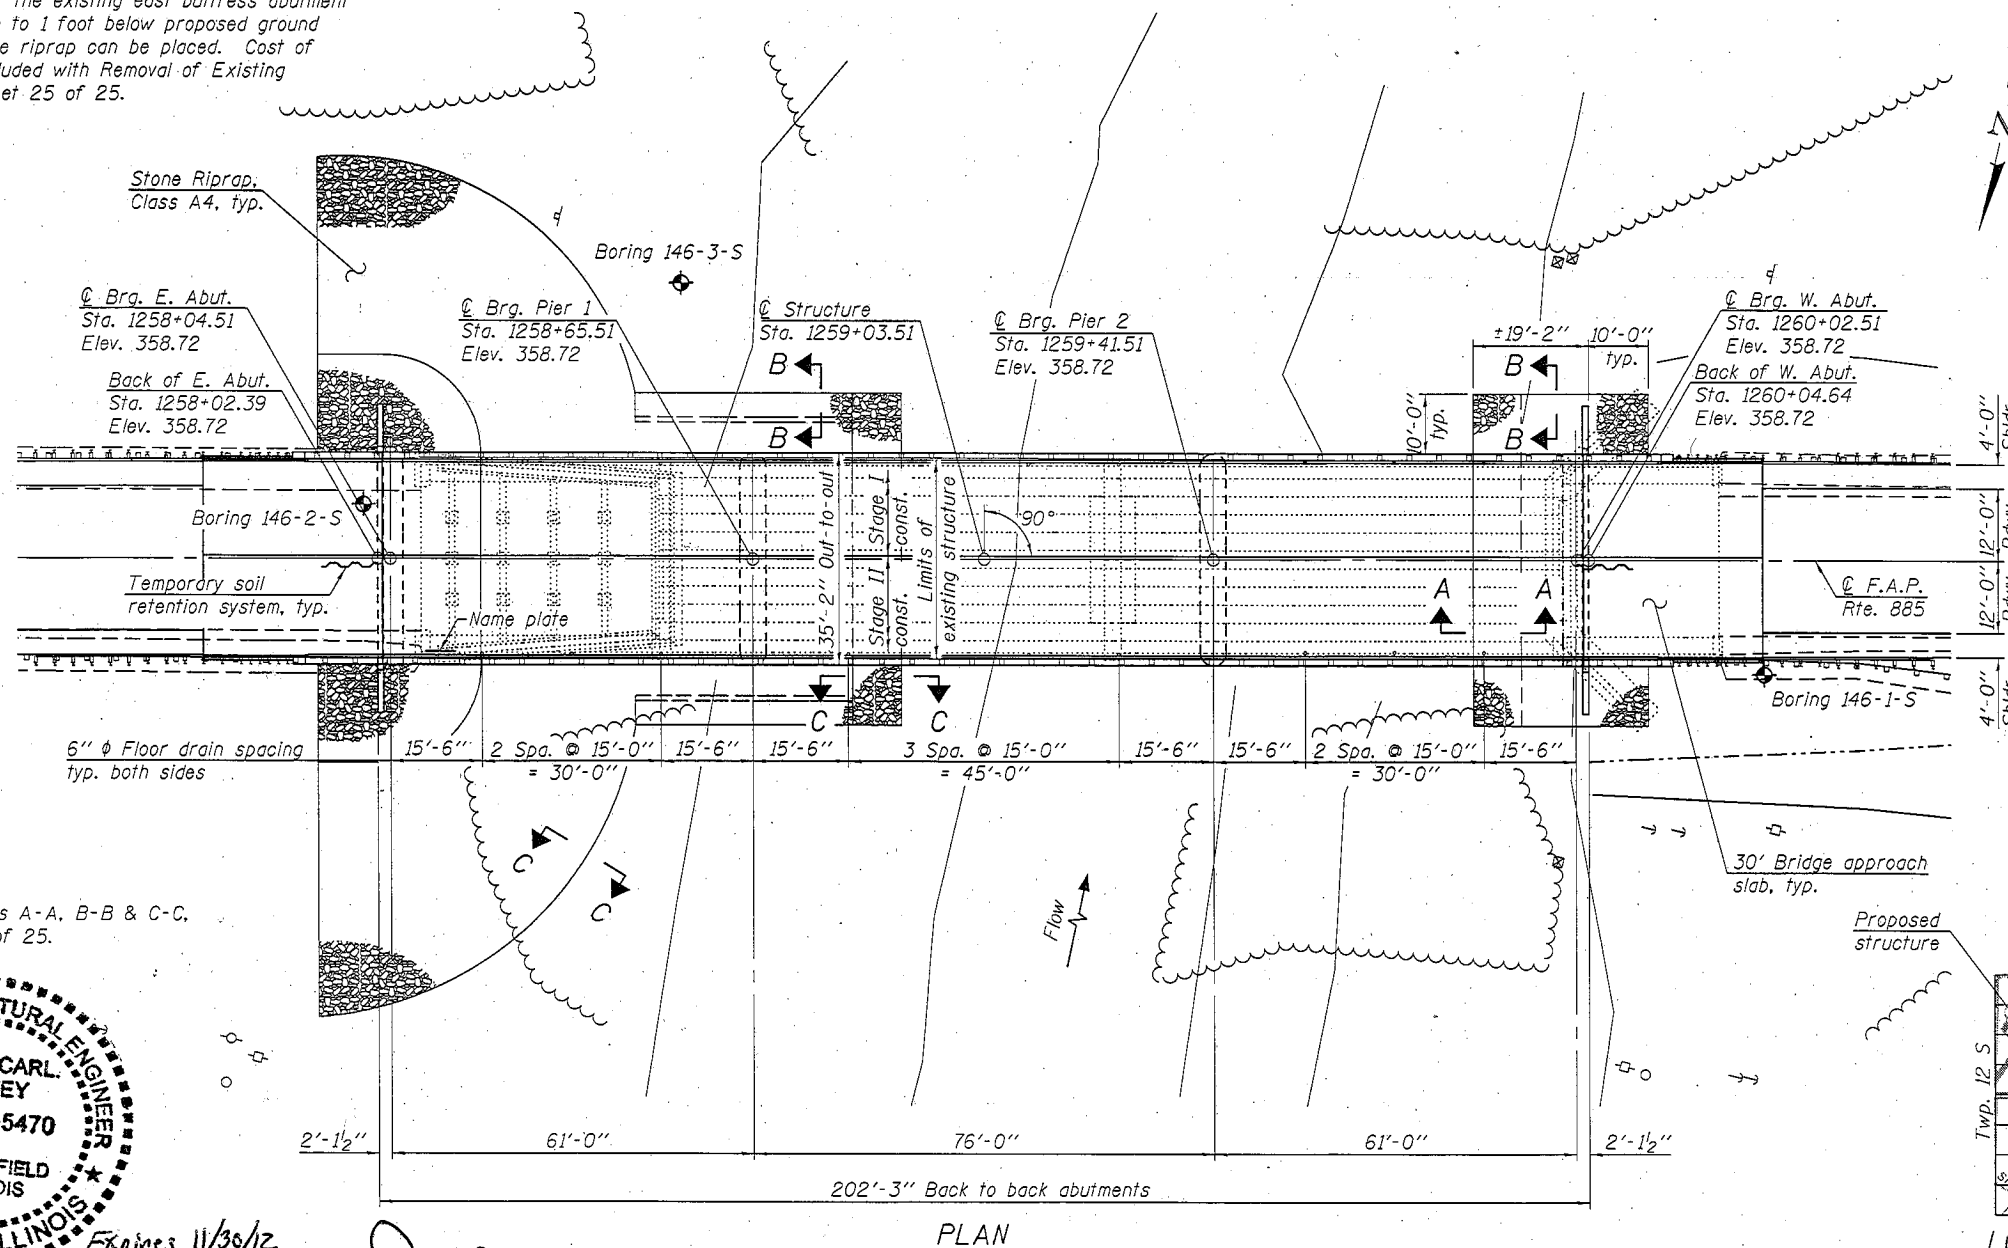 The existing east buttress abutment
to 1 foot below proposed ground
e riprap can be placed. Cost of
luded with Removal of Existing
et 25 of 25.
Stone Riprap,
Class A4, typ.
Boring 146-3-S
℄ Brg. E. Abut.
Sta. 1258+04.51
Elev. 358.72
Back of E. Abut.
Sta. 1258+02.39
Elev. 358.72
℄ Brg. Pier 1
Sta. 1258+65.51
Elev. 358.72
℄ Structure
Sta. 1259+03.51
℄ Brg. Pier 2
Sta. 1259+41.51
Elev. 358.72
±19'-2"
10'-0"
typ.
℄ Brg. W. Abut.
Sta. 1260+02.51
Elev. 358.72
Back of W. Abut.
Sta. 1260+04.64
Elev. 358.72
N
B
B
B
B
10'-0"
typ.
4'-0"
Shldr.
12'-0"
12'-0"
4'-0"
Shldr.
Boring 146-2-S
Temporary soil
retention system, typ.
Name plate
35'-2" Out-to-out
Stage I
const.
Stage II
const.
Limits of
existing structure
90°
A
A
℄ F.A.P.
Rte. 885
Boring 146-1-S
C
C
6" ϕ Floor drain spacing
typ. both sides
15'-6"
2 Spa. @ 15'-0"
= 30'-0"
15'-6"
15'-6"
3 Spa. @ 15'-0"
= 45'-0"
15'-6"
15'-6"
2 Spa. @ 15'-0"
= 30'-0"
15'-6"
C
C
Flow
30' Bridge approach
slab, typ.
Proposed
structure
s A-A, B-B & C-C,
of 25.
TURAL ENGINEER
CARL
EY
5470
FIELD
OIS
ILLINOIS
Expires 11/30/12
Twp. 12 S
2'-1½"
61'-0"
76'-0"
61'-0"
2'-1½"
202'-3" Back to back abutments
PLAN